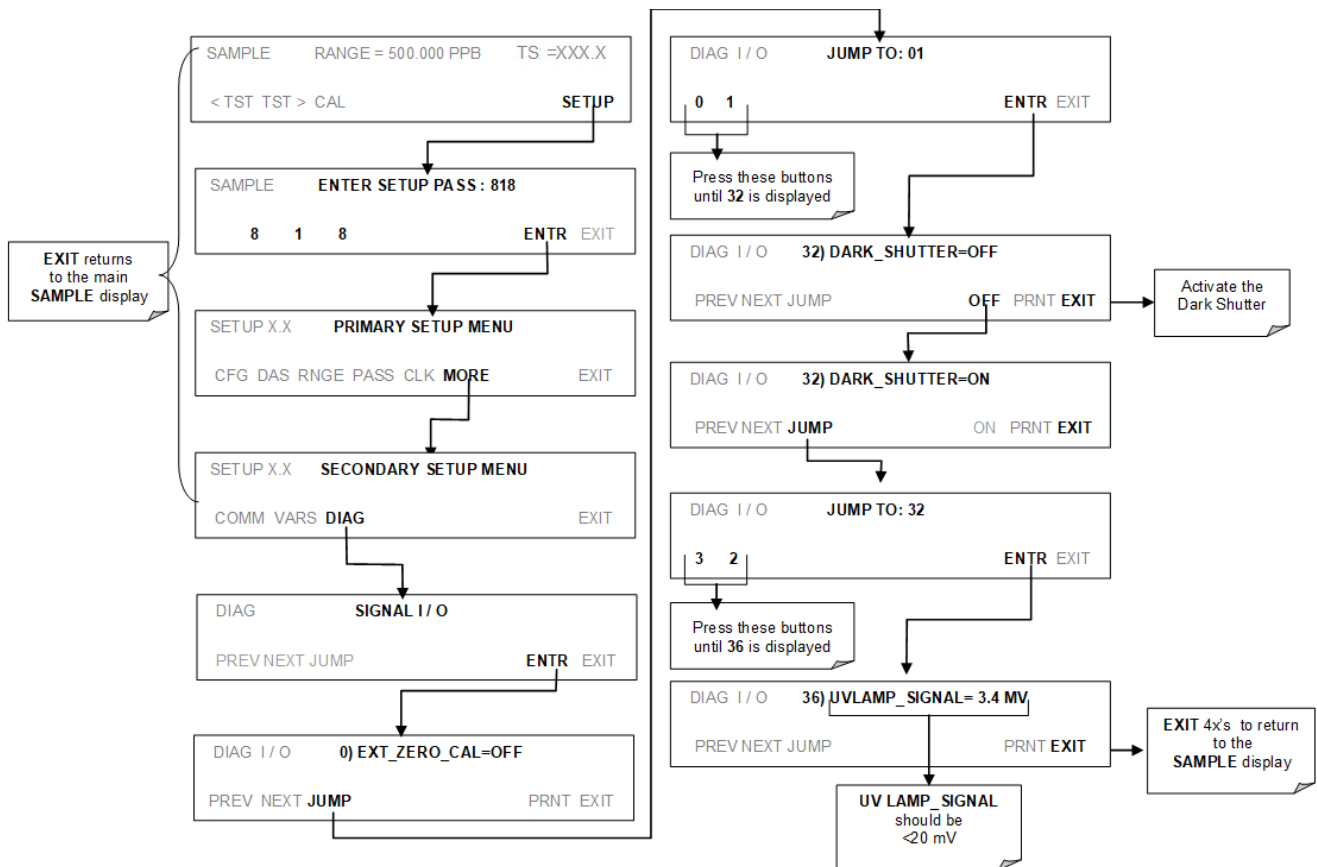 SAMPLE RANGE = 500.000 PPB TS =XXX.X
< TST TST > CAL SETUP
SAMPLE ENTER SETUP PASS : 818
8 1 8 ENTR EXIT
EXIT returns
to the main
SAMPLE display
SETUP X.X PRIMARY SETUP MENU
CFG DAS RNGE PASS CLK MORE EXIT
SETUP X.X SECONDARY SETUP MENU
COMM VARS DIAG EXIT
DIAG SIGNAL I / O
PREV NEXT JUMP ENTR EXIT
DIAG I / O 0) EXT_ZERO_CAL=OFF
PREV NEXT JUMP PRNT EXIT
DIAG I / O JUMP TO: 01
0 1 ENTR EXIT
Press these buttons
until 32 is displayed
DIAG I / O 32) DARK_SHUTTER=OFF
PREV NEXT JUMP OFF PRNT EXIT
Activate the
Dark Shutter
DIAG I / O 32) DARK_SHUTTER=ON
PREV NEXT JUMP ON PRNT EXIT
DIAG I / O JUMP TO: 32
3 2 ENTR EXIT
Press these buttons
until 36 is displayed
DIAG I / O 36) UVLAMP_SIGNAL= 3.4 MV
PREV NEXT JUMP PRNT EXIT
EXIT 4x's to return
to the
SAMPLE display
UV LAMP_SIGNAL
should be
<20 mV